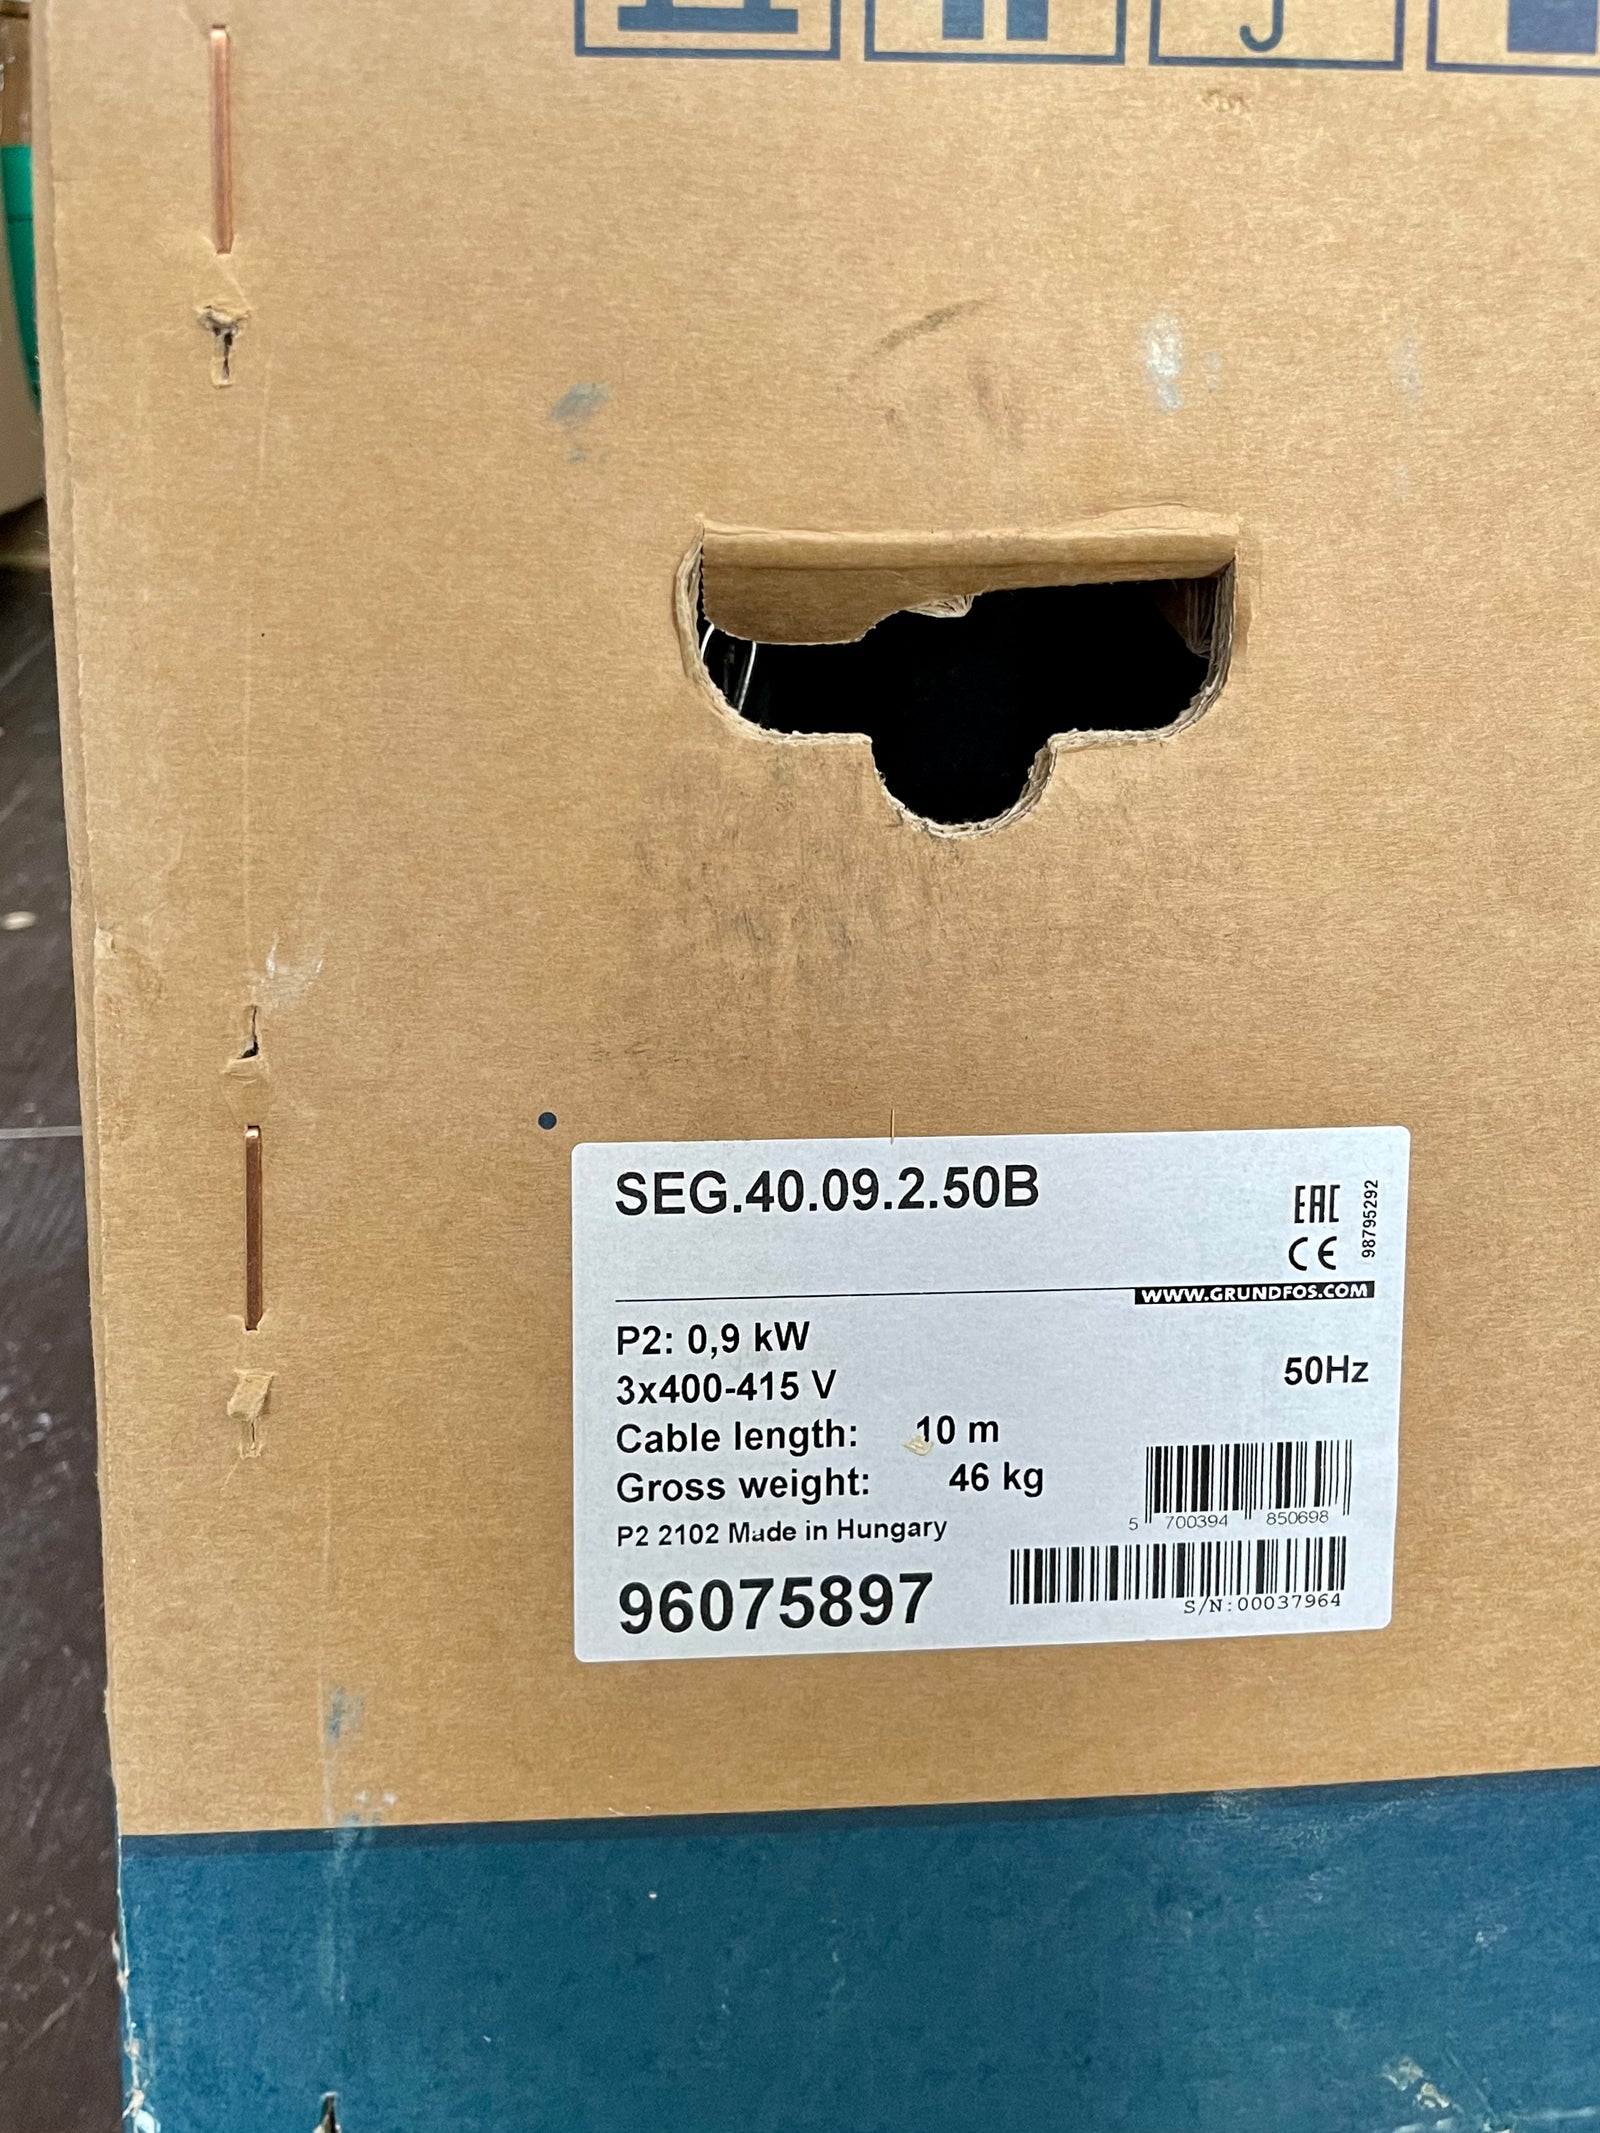 SEG.40.09.2.50B
EAC
CE
98795292
WWW.GRUNDFOS.COM
P2: 0,9 kW
3x400-415 V
50Hz
Cable length: 10 m
Gross weight: 46 kg
P2 2102 Made in Hungary
5 700394 850698
96075897
S/N:00037964